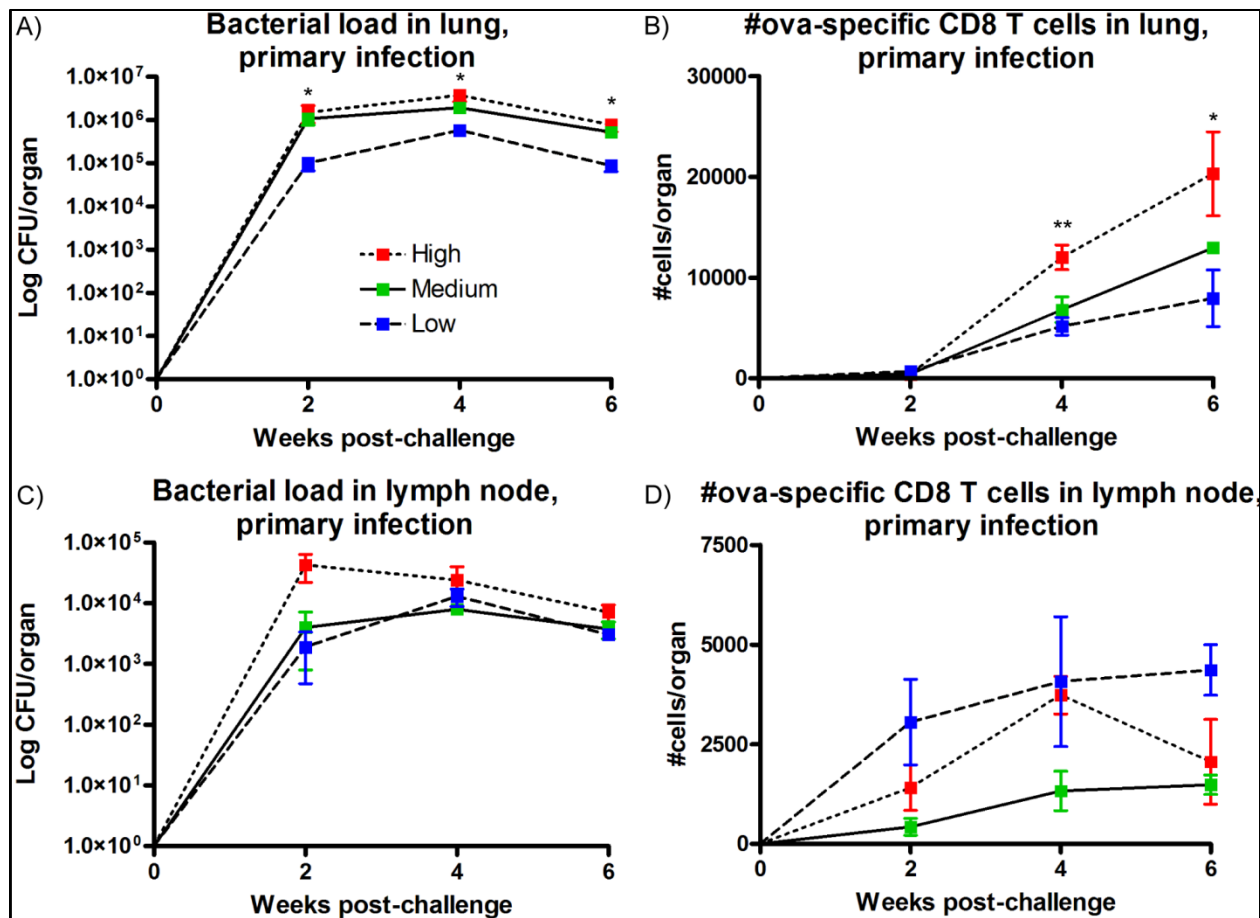 A)
Bacterial load in lung,
primary infection
1.0×10⁷
1.0×10⁶
1.0×10⁵
1.0×10⁴
1.0×10³
1.0×10²
1.0×10¹
1.0×10⁰
Log CFU/organ
*
*
*
High
Medium
Low
0
2
4
6
Weeks post-challenge
B)
#ova-specific CD8 T cells in lung,
primary infection
30000
20000
10000
0
#cells/organ
**
*
0
2
4
6
Weeks post-challenge
C)
Bacterial load in lymph node,
primary infection
1.0×10⁵
1.0×10⁴
1.0×10³
1.0×10²
1.0×10¹
1.0×10⁰
Log CFU/organ
0
2
4
6
Weeks post-challenge
D)
#ova-specific CD8 T cells in lymph node,
primary infection
7500
5000
2500
0
#cells/organ
0
2
4
6
Weeks post-challenge